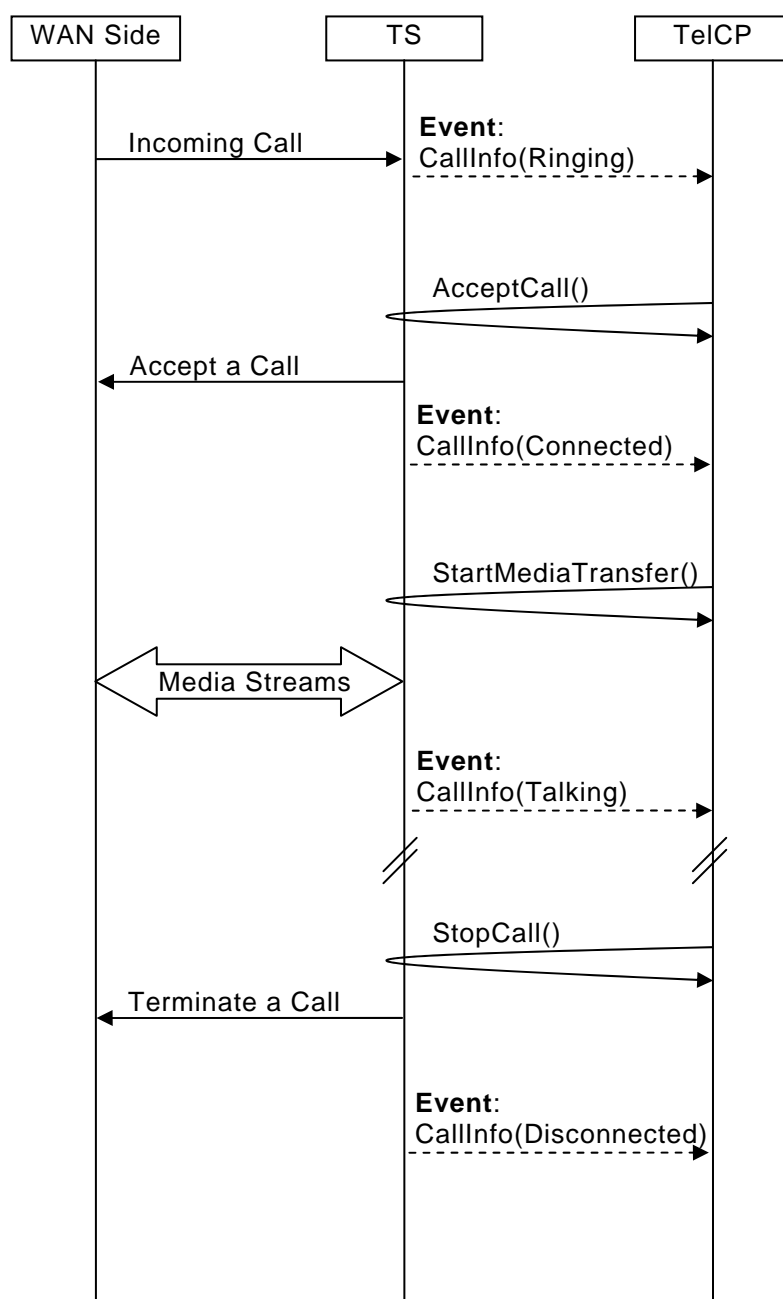 WAN Side
TS
TelCP
Incoming Call
Event:
CallInfo(Ringing)
AcceptCall()
Accept a Call
Event:
CallInfo(Connected)
StartMediaTransfer()
Media Streams
Event:
CallInfo(Talking)
StopCall()
Terminate a Call
Event:
CallInfo(Disconnected)